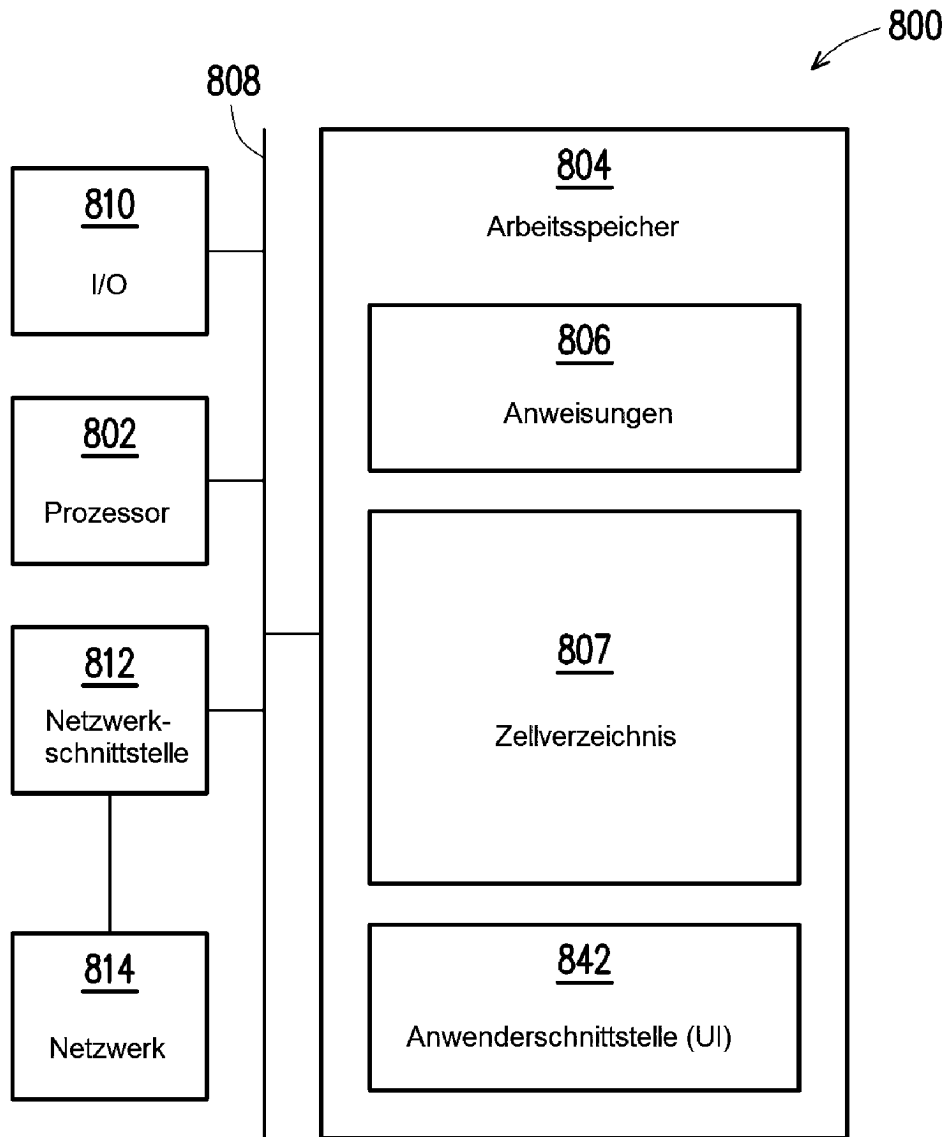 800
808
810
I/O
802
Prozessor
812
Netzwerk-
schnittstelle
814
Netzwerk
804
Arbeitsspeicher
806
Anweisungen
807
Zellverzeichnis
842
Anwenderschnittstelle (UI)